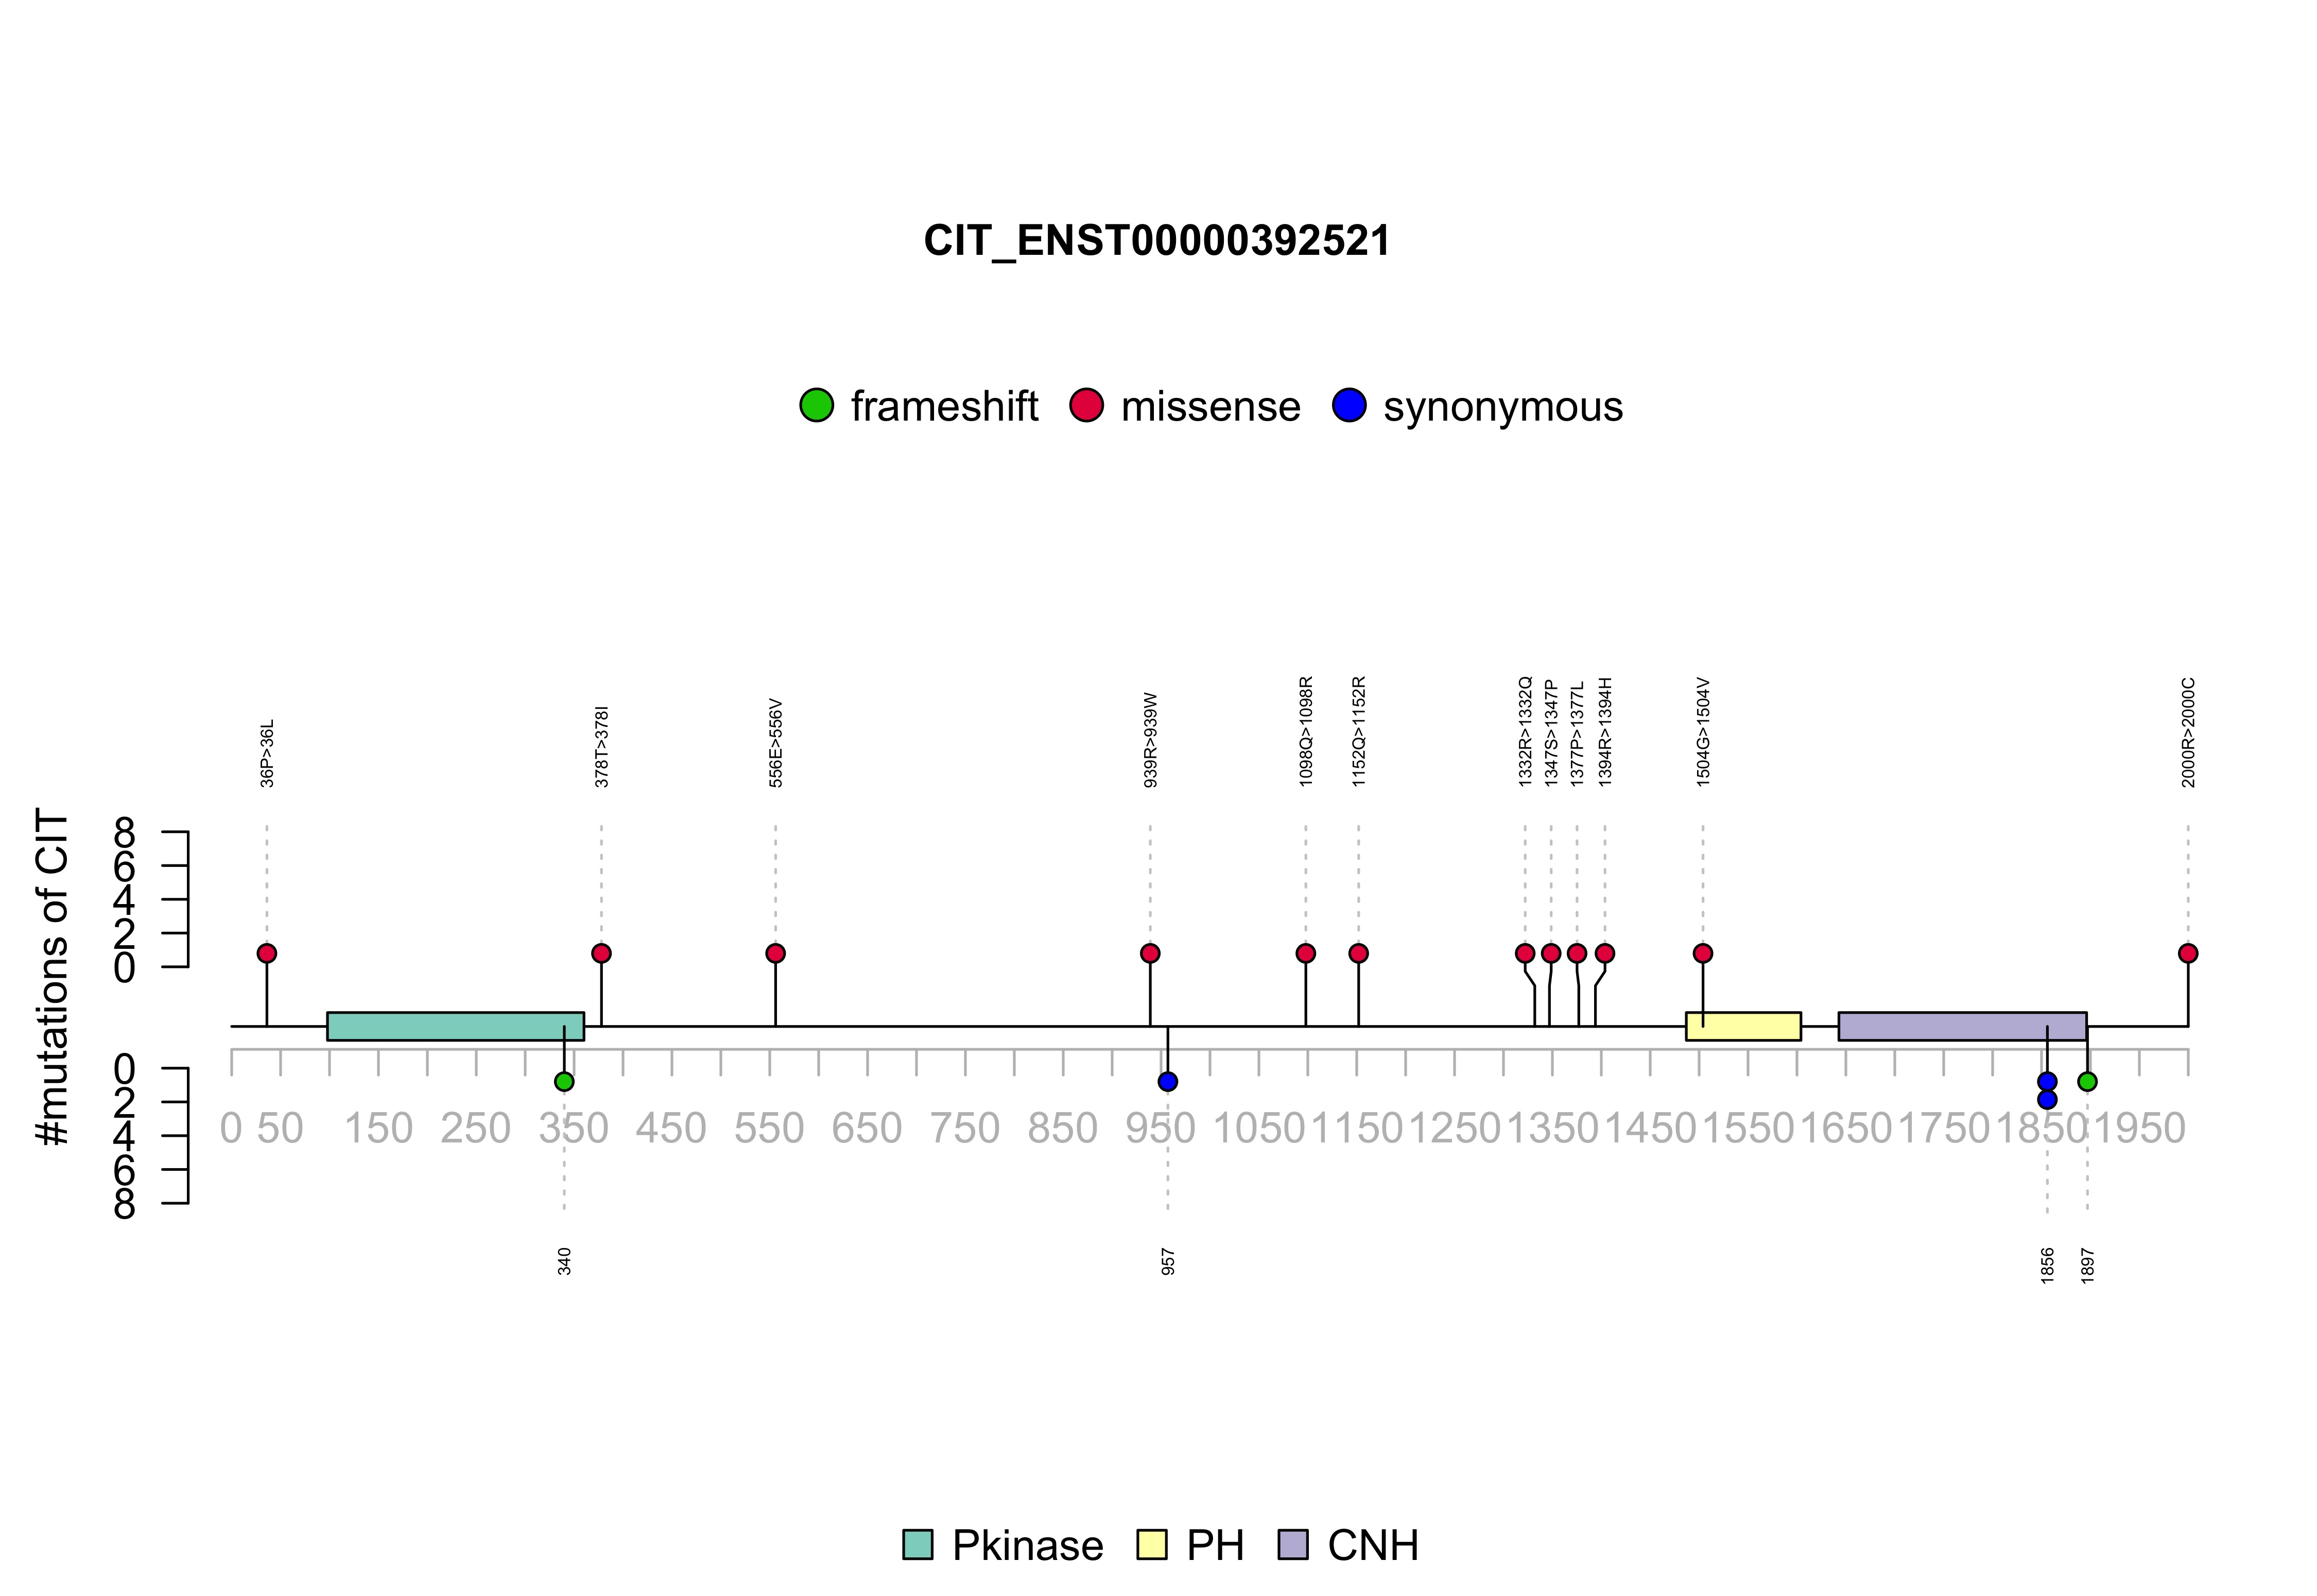 CIT_ENST00000392521
frameshift missense synonymous
36P>36L
378T>378I
556E>556V
939R>939W
1098Q>1098R
1152Q>1152R
1332R>1332Q
1347S>1347P
1377P>1377L
1394R>1394H
1504G>1504V
2000R>2000C
#mutations of CIT
8
6
4
2
0
0
2
4
6
8
0 50 150 250 350 450 550 650 750 850 950 1050 1150 1250 1350 1450 1550 1650 1750 1850 1950
340
957
1856
1897
Pkinase PH CNH